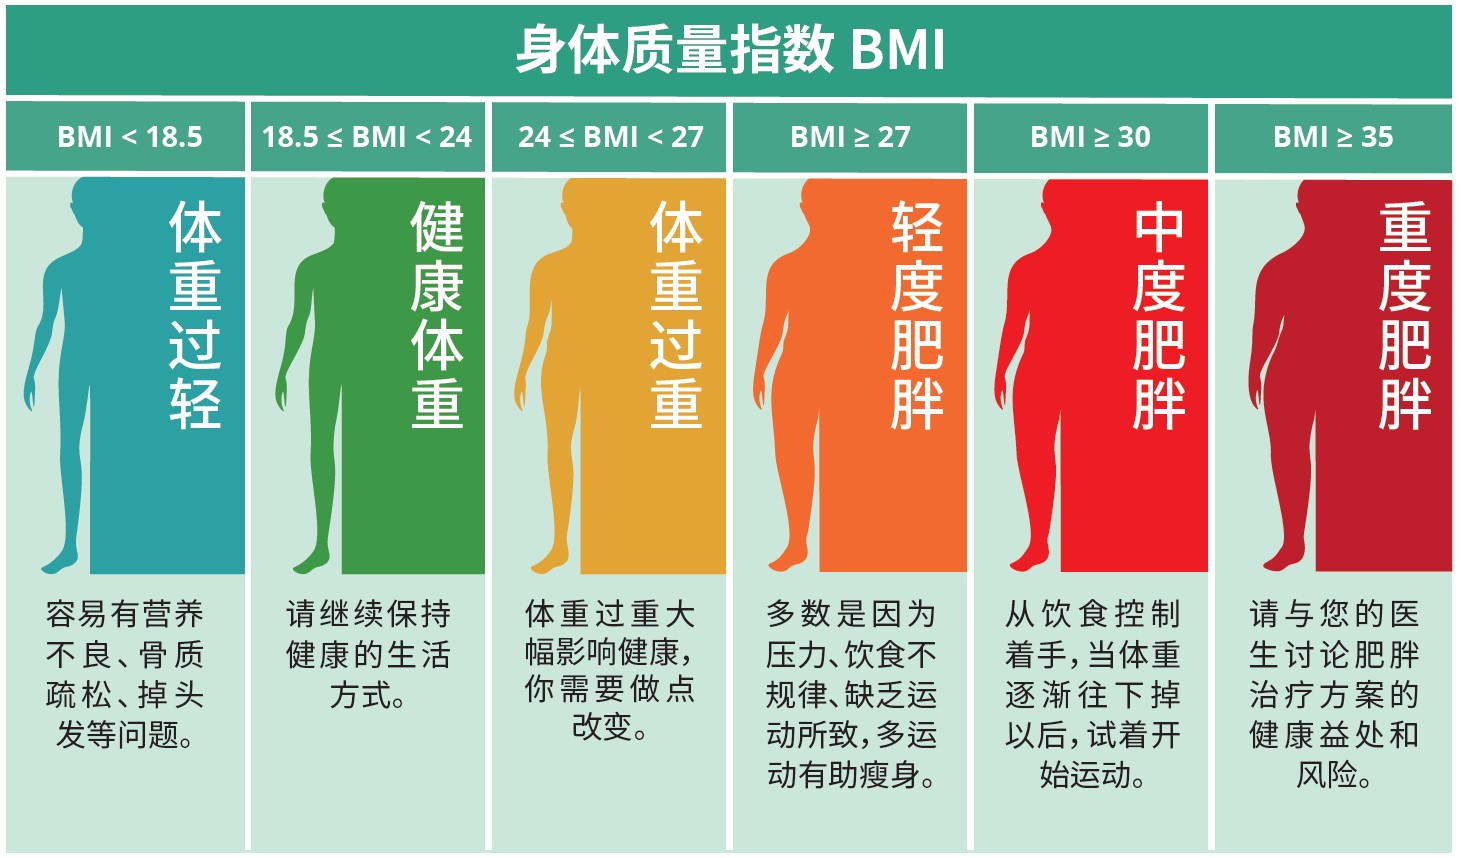 身体质量指数 BMI
BMI < 18.5
18.5 ≤ BMI < 24
24 ≤ BMI < 27
BMI ≥ 27
BMI ≥ 30
BMI ≥ 35
体重过轻
健康体重
体重过重
轻度肥胖
中度肥胖
重度肥胖
容易有营养
不良、骨质
疏松、掉头
发等问题。
请继续保持
健康的生活
方式。
体重过重大
幅影响健康，
你需要做点
改变。
多数是因为
压力、饮食不
规律、缺乏运
动所致，多运
动有助瘦身。
从饮食控制
着手，当体重
逐渐往下掉
以后，试着开
始运动。
请与您的医
生讨论肥胖
治疗方案的
健康益处和
风险。